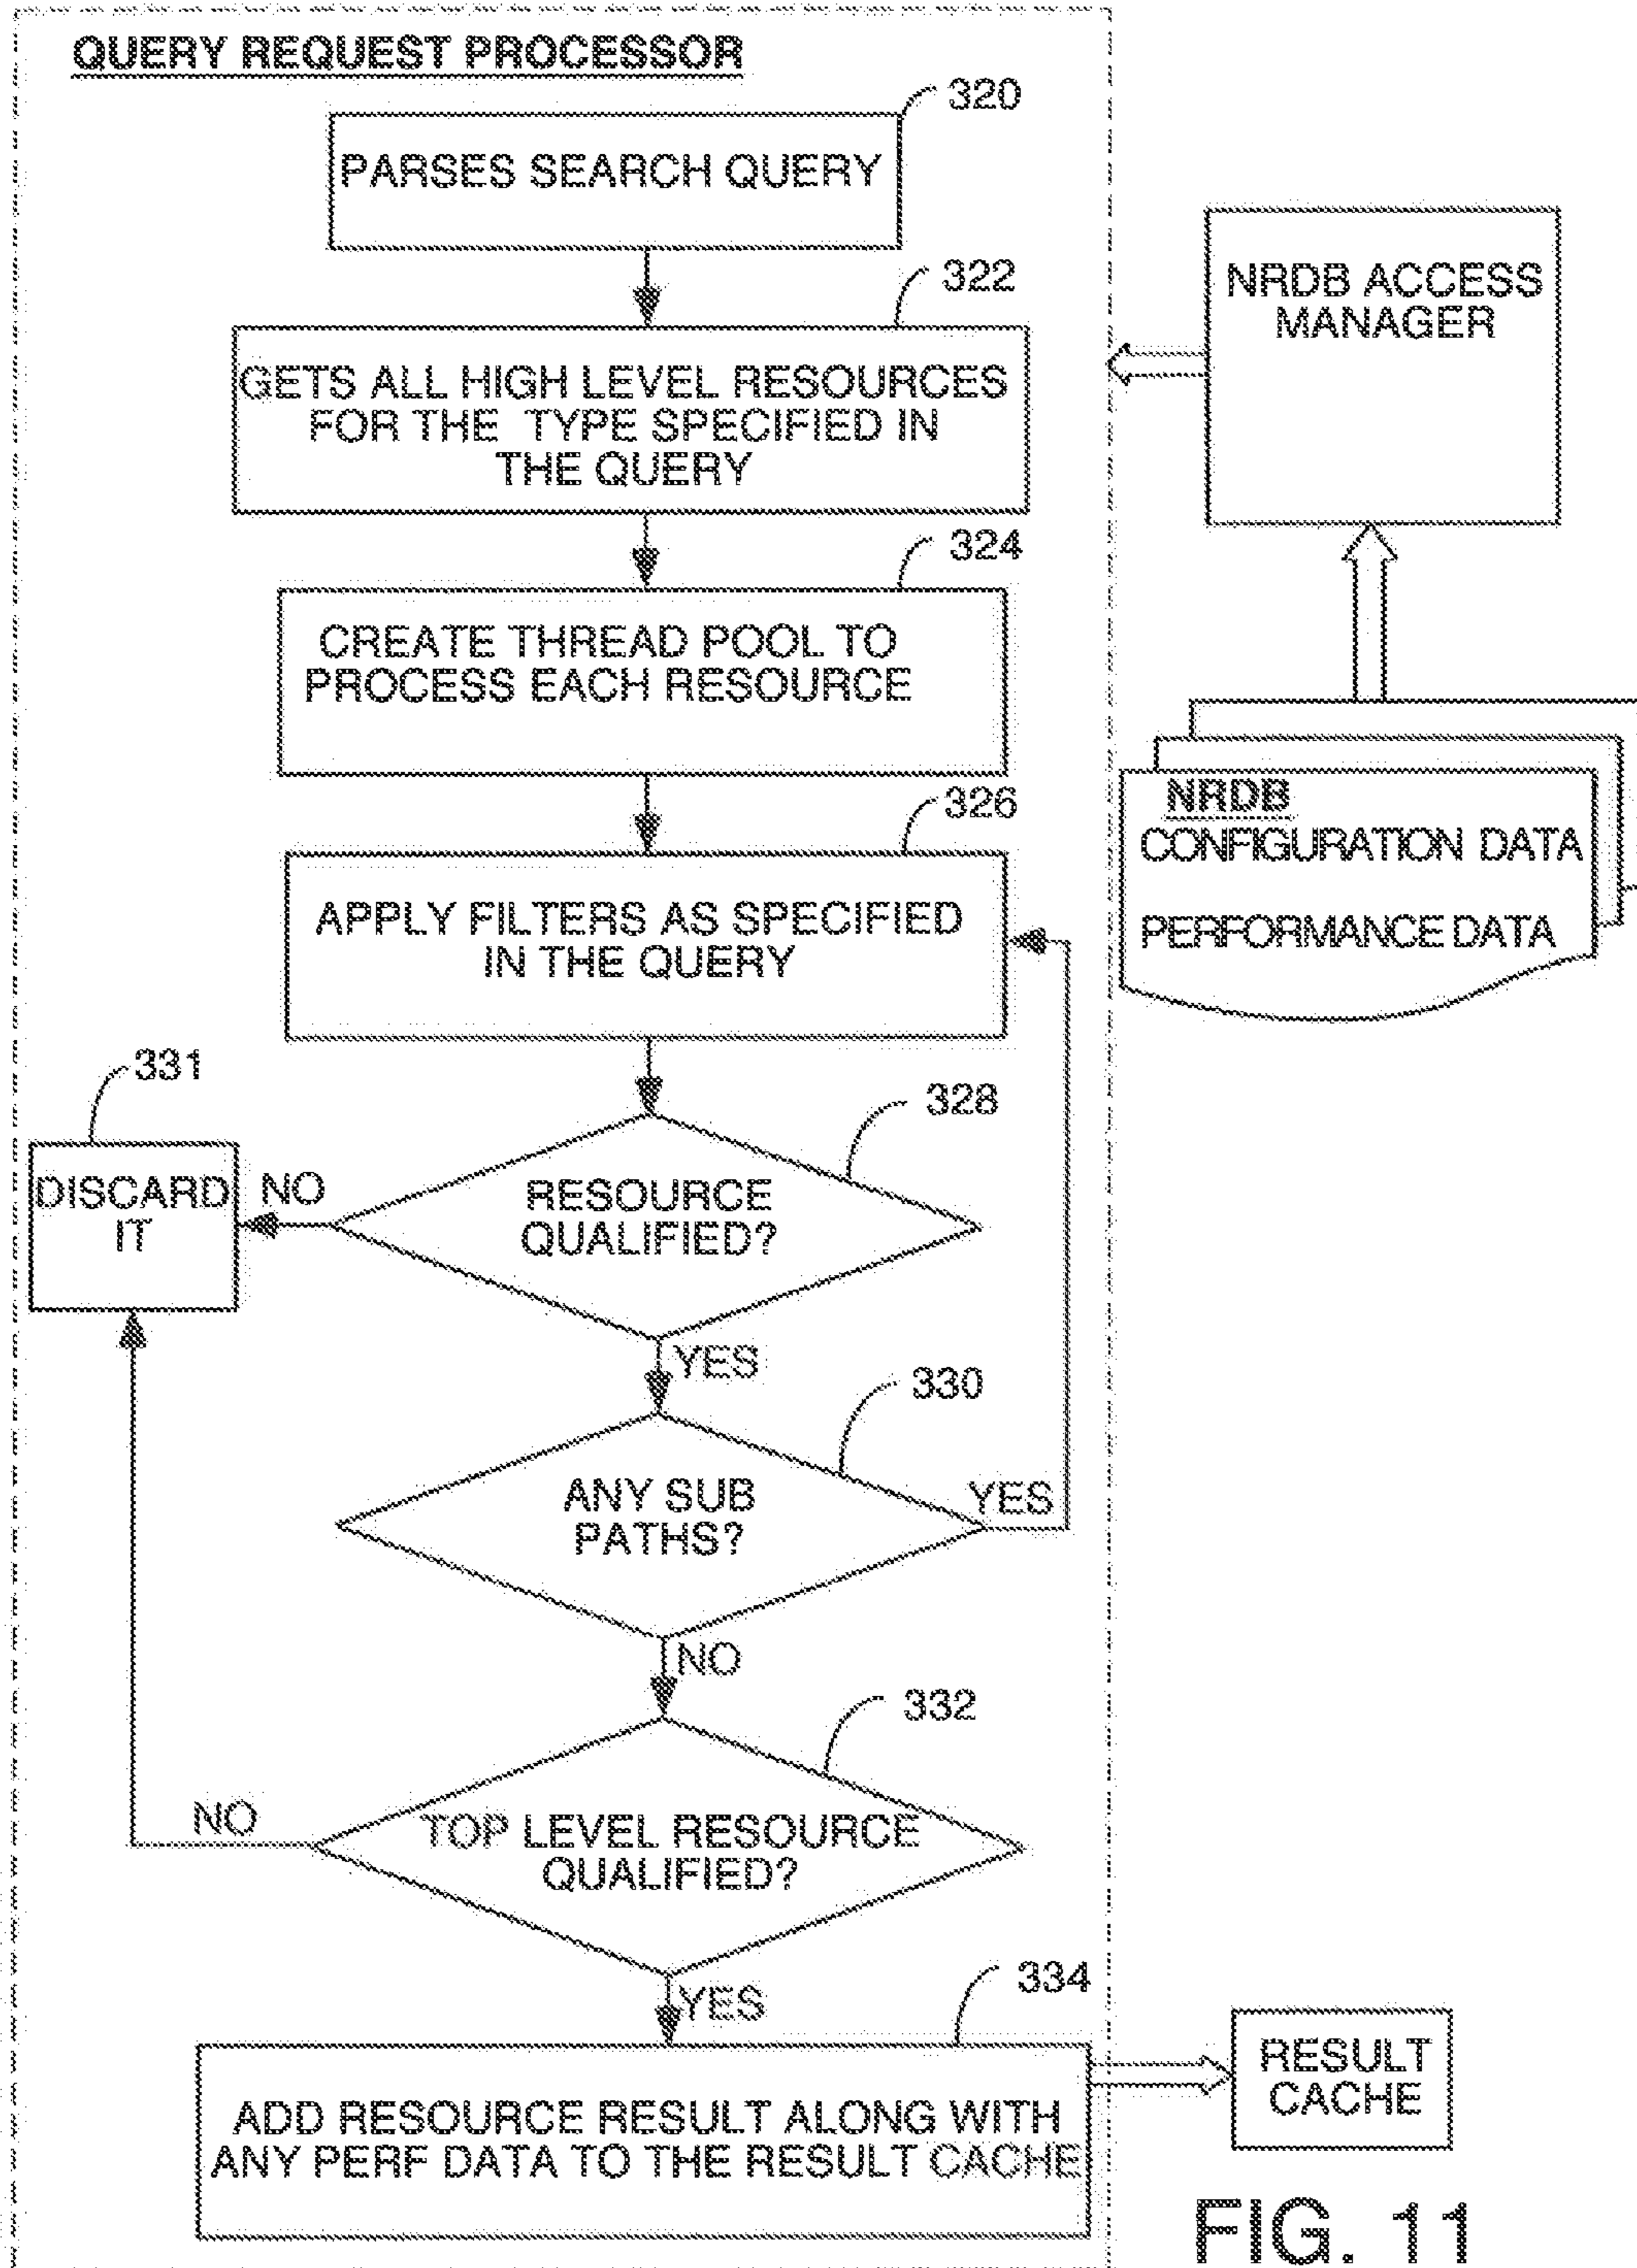 QUERY REQUEST PROCESSOR
320
PARSES SEARCH QUERY
322
GETS ALL HIGH LEVEL RESOURCES
FOR THE TYPE SPECIFIED IN
THE QUERY
NRDB ACCESS
MANAGER
324
CREATE THREAD POOL TO
PROCESS EACH RESOURCE
326
NRDB
CONFIGURATION DATA
PERFORMANCE DATA
APPLY FILTERS AS SPECIFIED
IN THE QUERY
331
328
DISCARD
IT
NO
RESOURCE
QUALIFIED?
YES
330
ANY SUB
PATHS?
YES
NO
332
NO
TOP LEVEL RESOURCE
QUALIFIED?
YES
334
ADD RESOURCE RESULT ALONG WITH
ANY PERF DATA TO THE RESULT CACHE
RESULT
CACHE
FIG. 11